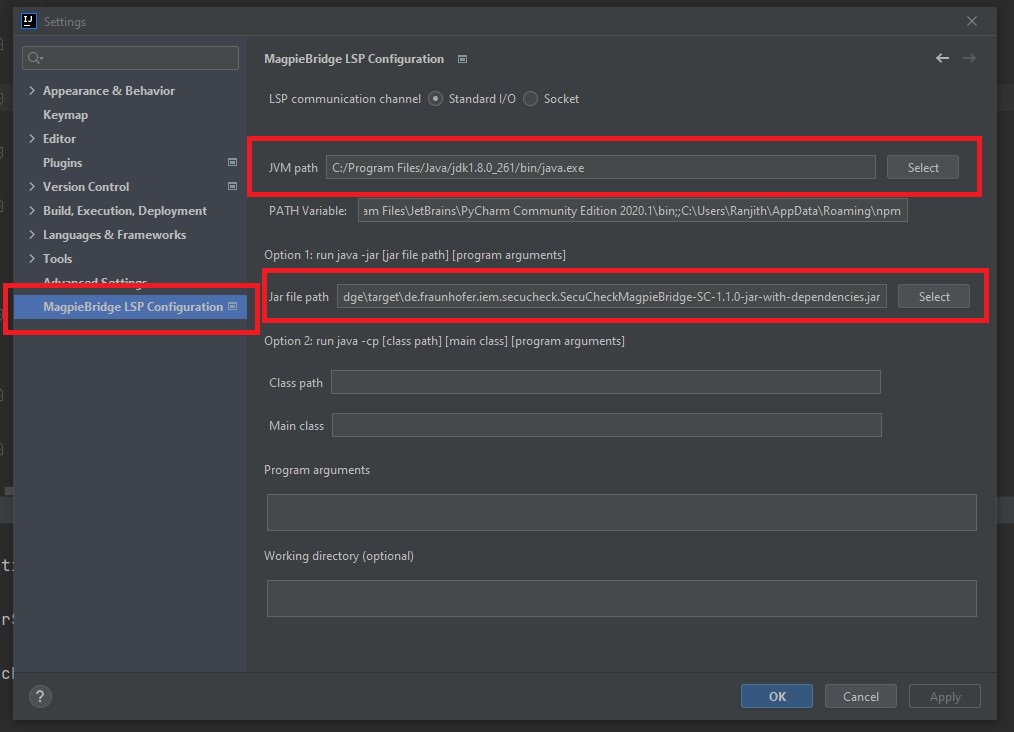 IJ Settings
MagpieBridge LSP Configuration
LSP communication channel Standard I/O Socket
Appearance & Behavior
Keymap
Editor
Plugins
Version Control
Build, Execution, Deployment
Languages & Frameworks
Tools
Advanced Settings
MagpieBridge LSP Configuration
JVM path C:/Program Files/Java/jdk1.8.0_261/bin/java.exe Select
PATH Variable: am Files\JetBrains\PyCharm Community Edition 2020.1\bin;;C:\Users\Ranjith\AppData\Roaming\npm
Option 1: run java -jar [jar file path] [program arguments]
Jar file path dge\target\de.fraunhofer.iem.secucheck.SecuCheckMagpieBridge-SC-1.1.0-jar-with-dependencies.jar Select
Option 2: run java -cp [class path] [main class] [program arguments]
Class path
Main class
Program arguments
Working directory (optional)
? OK Cancel Apply